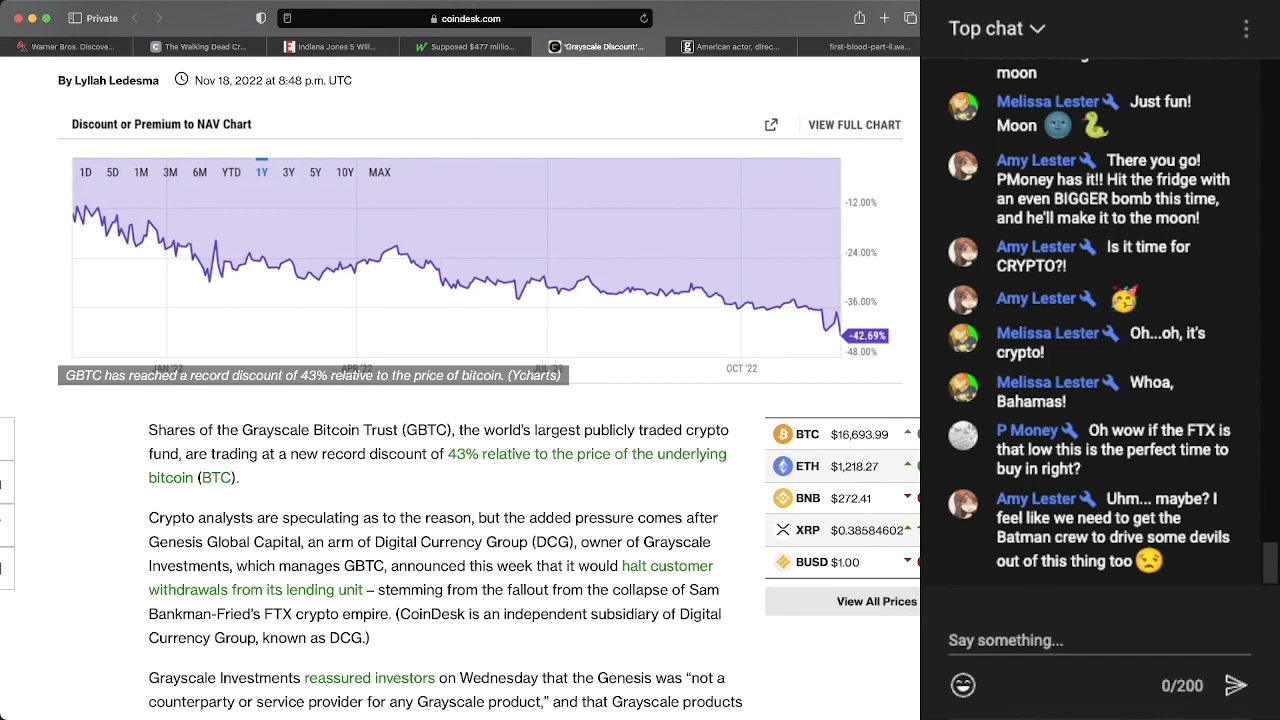 Private
coindesk.com
Warner Bros. Discove...
The Walking Dead Cr...
Indiana Jones 5 Will...
Supposed $477 millio...
'Grayscale Discount'...
American actor, direc...
first-blood-part-ii.we...
By Lyllah Ledesma
Nov 18, 2022 at 8:48 p.m. UTC
Discount or Premium to NAV Chart
VIEW FULL CHART
1D 5D 1M 3M 6M YTD 1Y 3Y 5Y 10Y MAX
-12.00%
-24.00%
-36.00%
-42.69%
-48.00%
JAN '22 APR '22 JUL '22 OCT '22
GBTC has reached a record discount of 43% relative to the price of bitcoin. (Ycharts)
Shares of the Grayscale Bitcoin Trust (GBTC), the world's largest publicly traded crypto
fund, are trading at a new record discount of 43% relative to the price of the underlying
bitcoin (BTC).
Crypto analysts are speculating as to the reason, but the added pressure comes after
Genesis Global Capital, an arm of Digital Currency Group (DCG), owner of Grayscale
Investments, which manages GBTC, announced this week that it would halt customer
withdrawals from its lending unit – stemming from the fallout from the collapse of Sam
Bankman-Fried's FTX crypto empire. (CoinDesk is an independent subsidiary of Digital
Currency Group, known as DCG.)
Grayscale Investments reassured investors on Wednesday that the Genesis was "not a
counterparty or service provider for any Grayscale product," and that Grayscale products
BTC $16,693.99
ETH $1,218.27
BNB $272.41
XRP $0.38584602
BUSD $1.00
View All Prices
Top chat
moon
Melissa Lester Just fun!
Moon
Amy Lester There you go!
PMoney has it!! Hit the fridge with
an even BIGGER bomb this time,
and he'll make it to the moon!
Amy Lester Is it time for
CRYPTO?!
Amy Lester
Melissa Lester Oh...oh, it's
crypto!
Melissa Lester Whoa,
Bahamas!
P Money Oh wow if the FTX is
that low this is the perfect time to
buy in right?
Amy Lester Uhm... maybe? I
feel like we need to get the
Batman crew to drive some devils
out of this thing too
Say something...
0/200